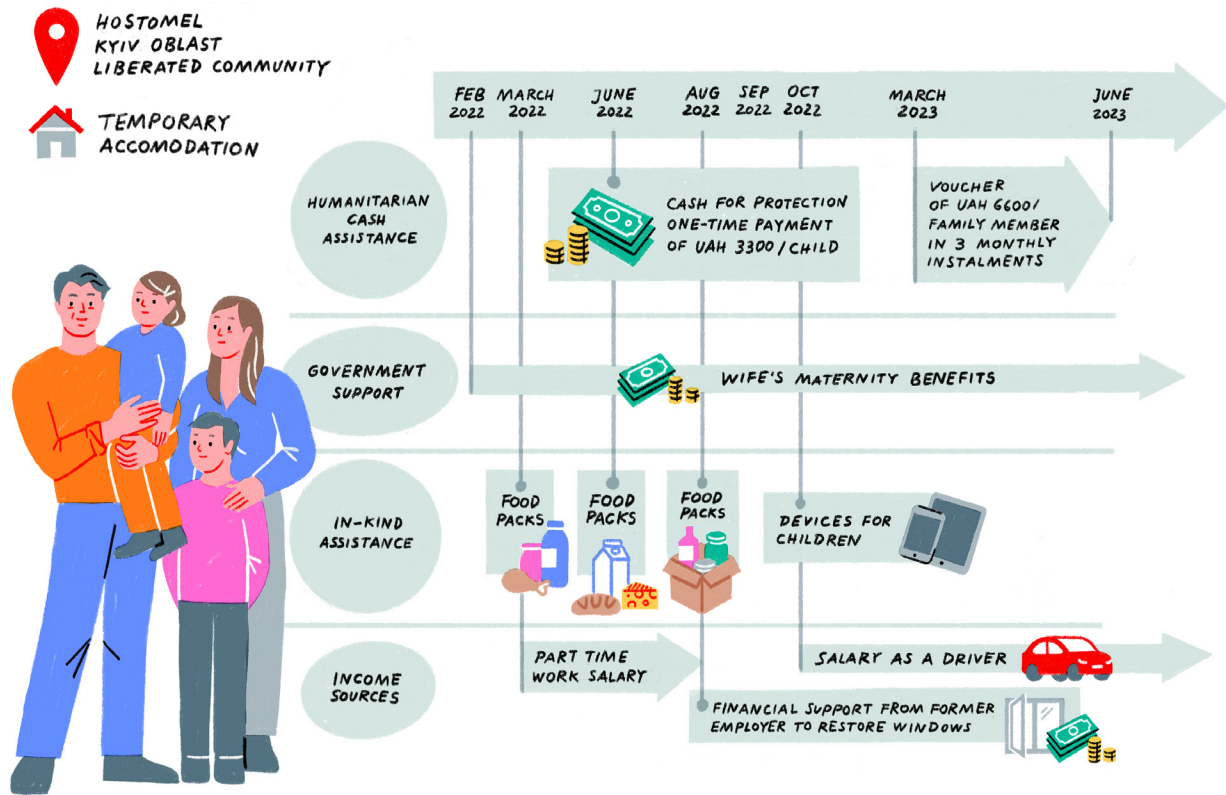 HOSTOMEL
KYIV OBLAST
LIBERATED COMMUNITY
TEMPORARY
ACCOMODATION
FEB
2022
MARCH
2022
JUNE
2022
AUG
2022
SEP
2022
OCT
2022
MARCH
2023
JUNE
2023
HUMANITARIAN
CASH
ASSISTANCE
CASH FOR PROTECTION
ONE-TIME PAYMENT
OF UAH 3300/CHILD
VOUCHER
OF UAH 6600/
FAMILY MEMBER
IN 3 MONTHLY
INSTALMENTS
GOVERNMENT
SUPPORT
WIFE'S MATERNITY BENEFITS
IN-KIND
ASSISTANCE
FOOD
PACKS
FOOD
PACKS
FOOD
PACKS
DEVICES FOR
CHILDREN
INCOME
SOURCES
PART TIME
WORK SALARY
SALARY AS A DRIVER
FINANCIAL SUPPORT FROM FORMER
EMPLOYER TO RESTORE WINDOWS